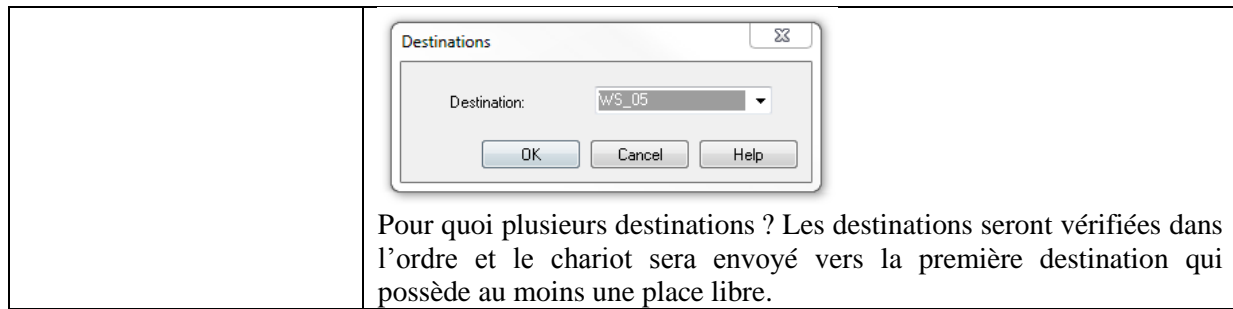 Destinations
Destination:
WS_05
OK Cancel Help
Pour quoi plusieurs destinations ? Les destinations seront vérifiées dans
l’ordre et le chariot sera envoyé vers la première destination qui
possède au moins une place libre.